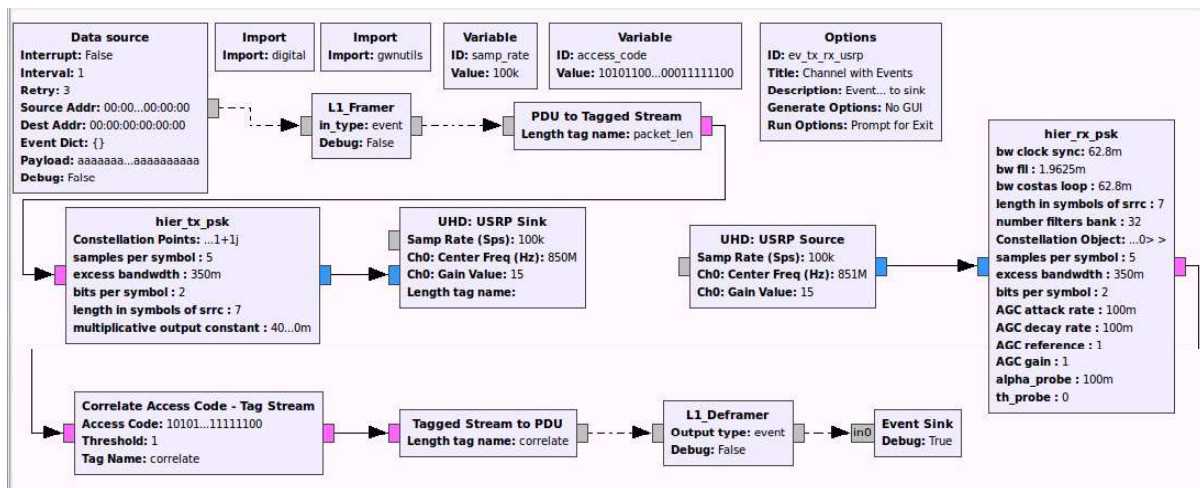 Data source
Interrupt: False
Interval: 1
Retry: 3
Source Addr: 00:00...00:00:00
Dest Addr: 00:00:00:00:00:00
Event Dict: {}
Payload: aaaaaaa...aaaaaaaaaa
Debug: False
Import
Import: digital
Import
Import: gwnutils
Variable
ID: samp_rate
Value: 100k
Variable
ID: access_code
Value: 10101100...00011111100
Options
ID: ev_tx_rx_usrp
Title: Channel with Events
Description: Event... to sink
Generate Options: No GUI
Run Options: Prompt for Exit
L1_Framer
in_type: event
Debug: False
PDU to Tagged Stream
Length tag name: packet_len
hier_tx_psk
Constellation Points: ...1+1j
samples per symbol : 5
excess bandwdth : 350m
bits per symbol : 2
length in symbols of srrc : 7
multiplicative output constant : 40...0m
UHD: USRP Sink
Samp Rate (Sps): 100k
Ch0: Center Freq (Hz): 850M
Ch0: Gain Value: 15
Length tag name:
UHD: USRP Source
Samp Rate (Sps): 100k
Ch0: Center Freq (Hz): 851M
Ch0: Gain Value: 15
hier_rx_psk
bw clock sync: 62.8m
bw fll : 1.9625m
bw costas loop : 62.8m
length in symbols of srrc : 7
number filters bank : 32
Constellation Object: ...0> >
samples per symbol : 5
excess bandwdth : 350m
bits per symbol : 2
AGC attack rate : 100m
AGC decay rate : 100m
AGC reference : 1
AGC gain : 1
alpha_probe : 100m
th_probe : 0
Correlate Access Code - Tag Stream
Access Code: 10101...11111100
Threshold: 1
Tag Name: correlate
Tagged Stream to PDU
Length tag name: correlate
L1_Deframer
Output type: event
Debug: False
in0
Event Sink
Debug: True